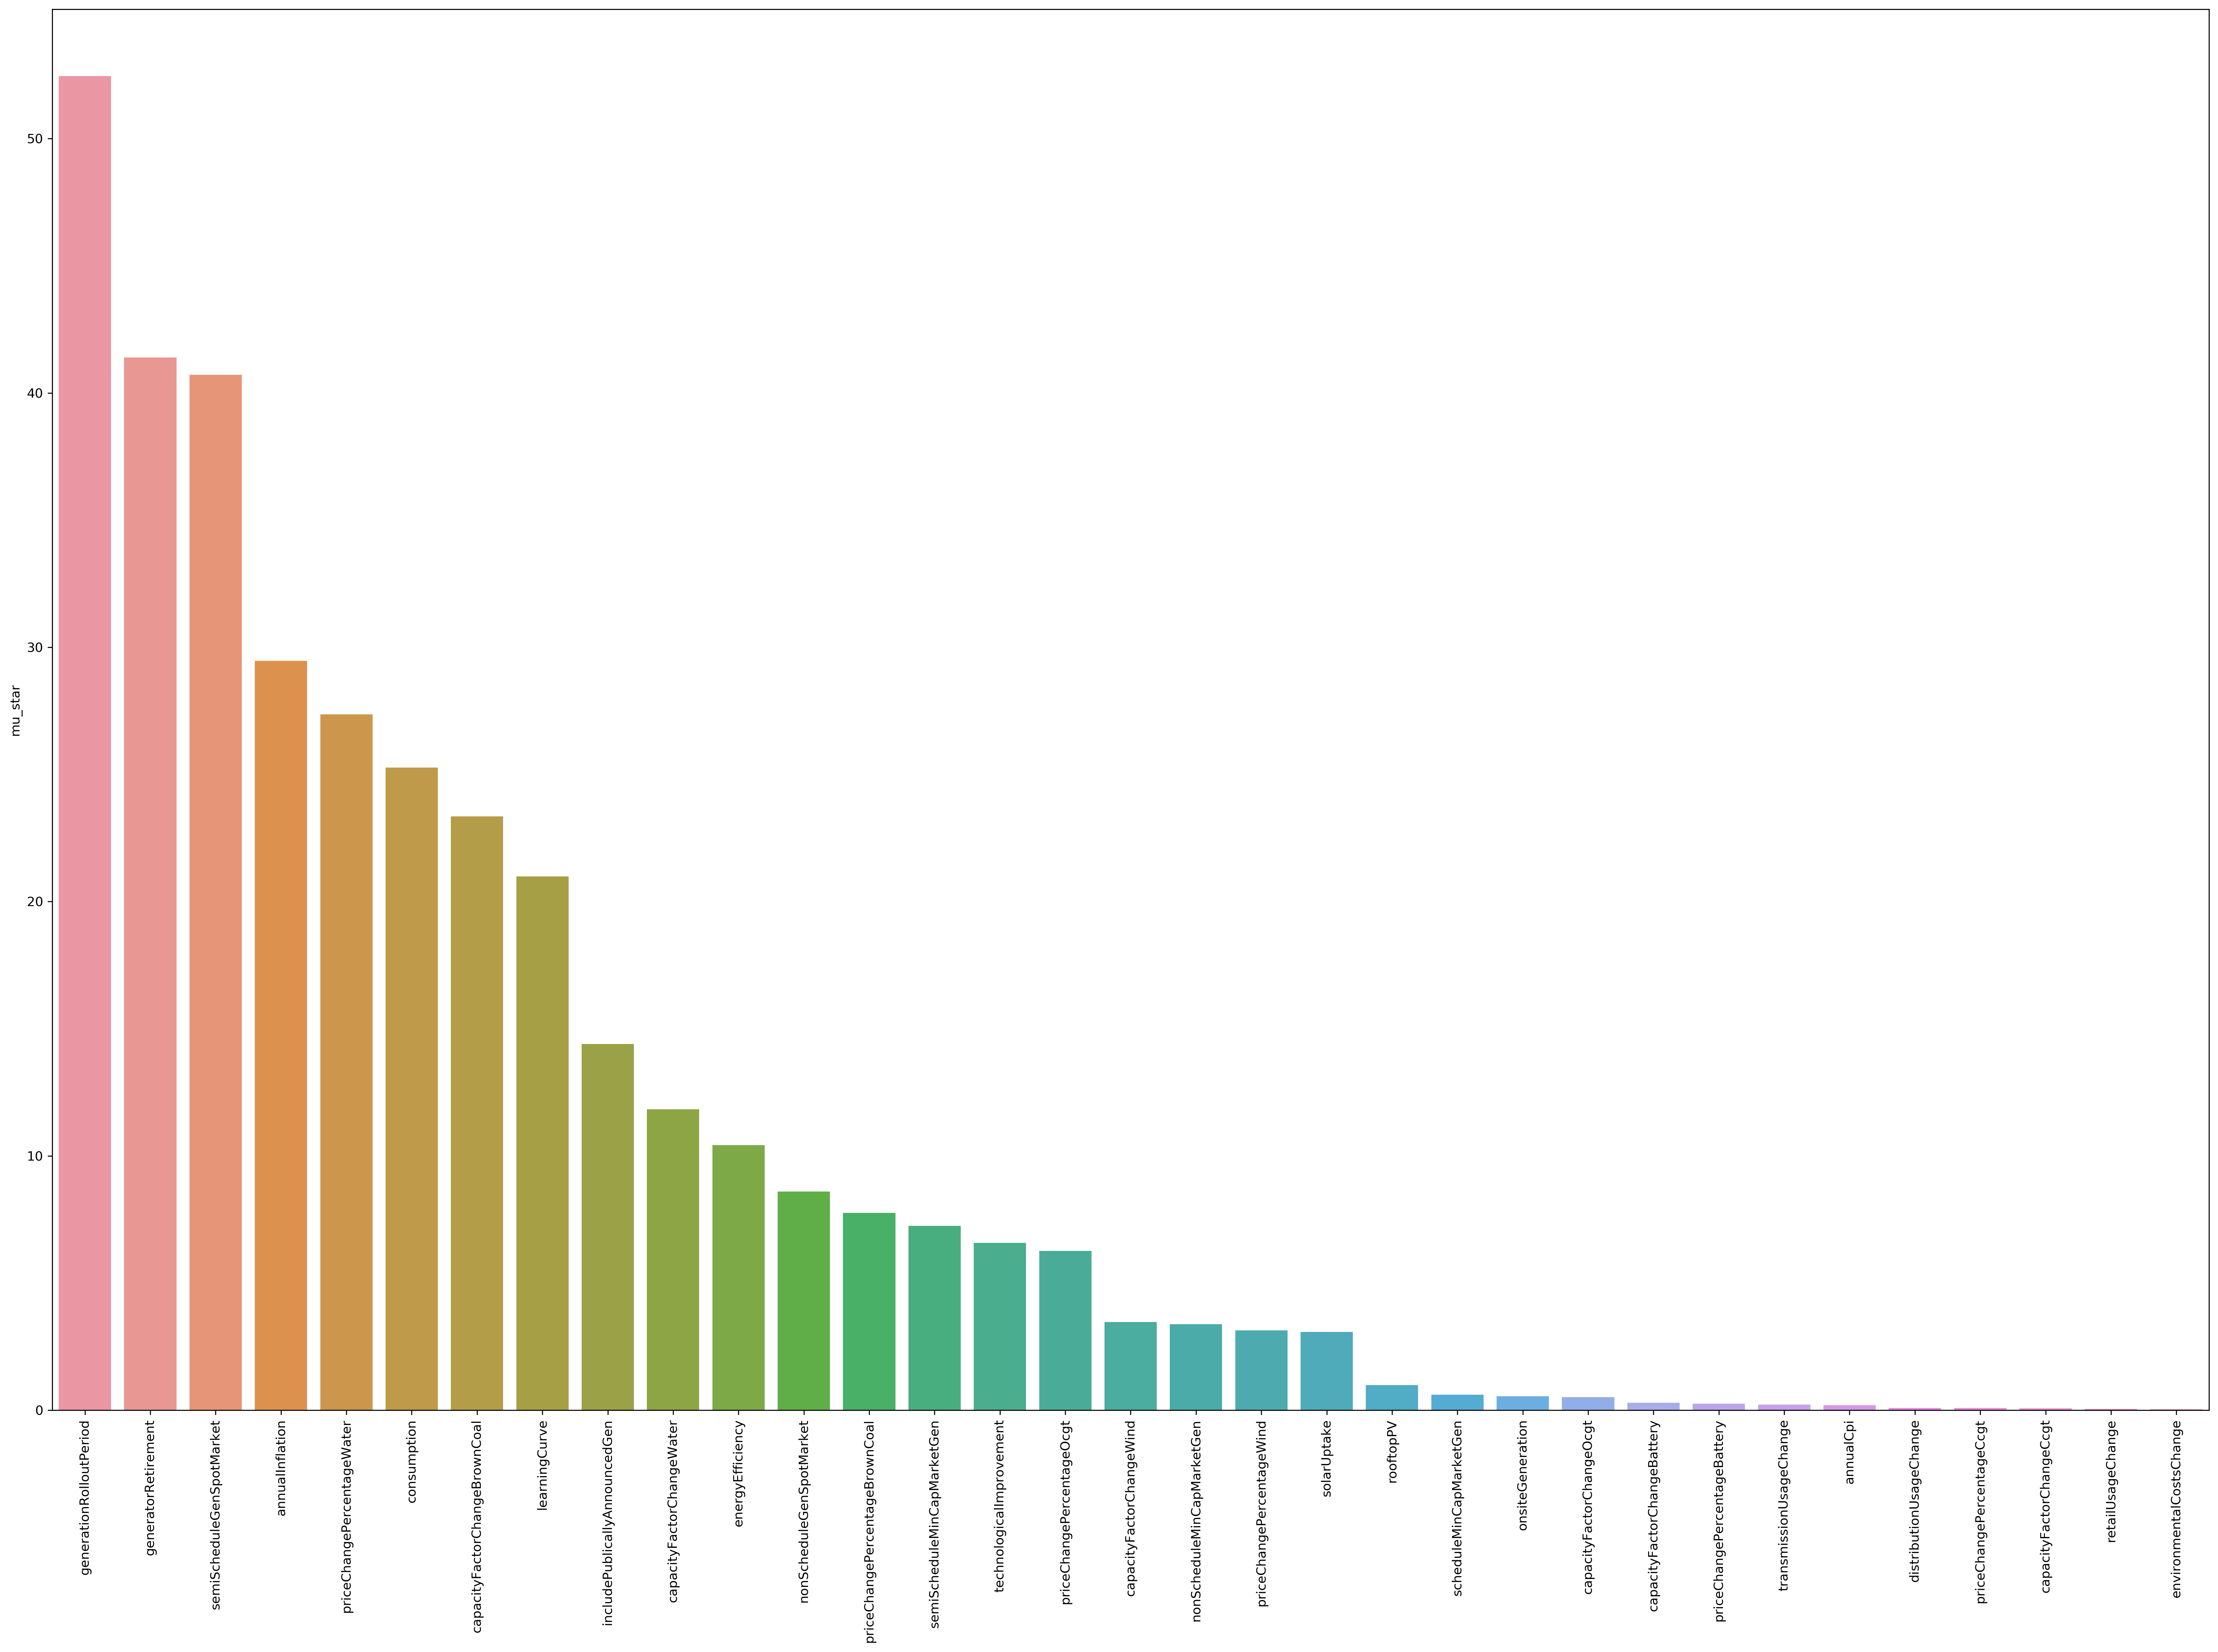 mu_star
50
40
30
20
10
0
generationRolloutPeriod
generatorRetirement
semiScheduleGenSpotMarket
annualInflation
priceChangePercentageWater
consumption
capacityFactorChangeBrownCoal
learningCurve
includePublicallyAnnouncedGen
capacityFactorChangeWater
energyEfficiency
nonScheduleGenSpotMarket
priceChangePercentageBrownCoal
semiScheduleMinCapMarketGen
technologicalImprovement
priceChangePercentageOcgt
capacityFactorChangeWind
nonScheduleMinCapMarketGen
priceChangePercentageWind
solarUptake
rooftopPV
scheduleMinCapMarketGen
onsiteGeneration
capacityFactorChangeOcgt
capacityFactorChangeBattery
priceChangePercentageBattery
transmissionUsageChange
annualCpi
distributionUsageChange
priceChangePercentageCcgt
capacityFactorChangeCcgt
retailUsageChange
environmentalCostsChange